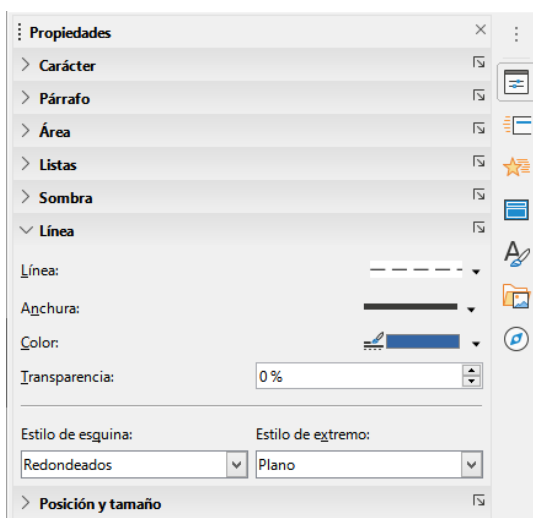 Propiedades
Carácter
Párrafo
Área
Listas
Sombra
Línea
Línea:
Anchura:
Color:
Transparencia: 0 %
Estilo de esquina: Estilo de extremo:
Redondeados Plano
Posición y tamaño